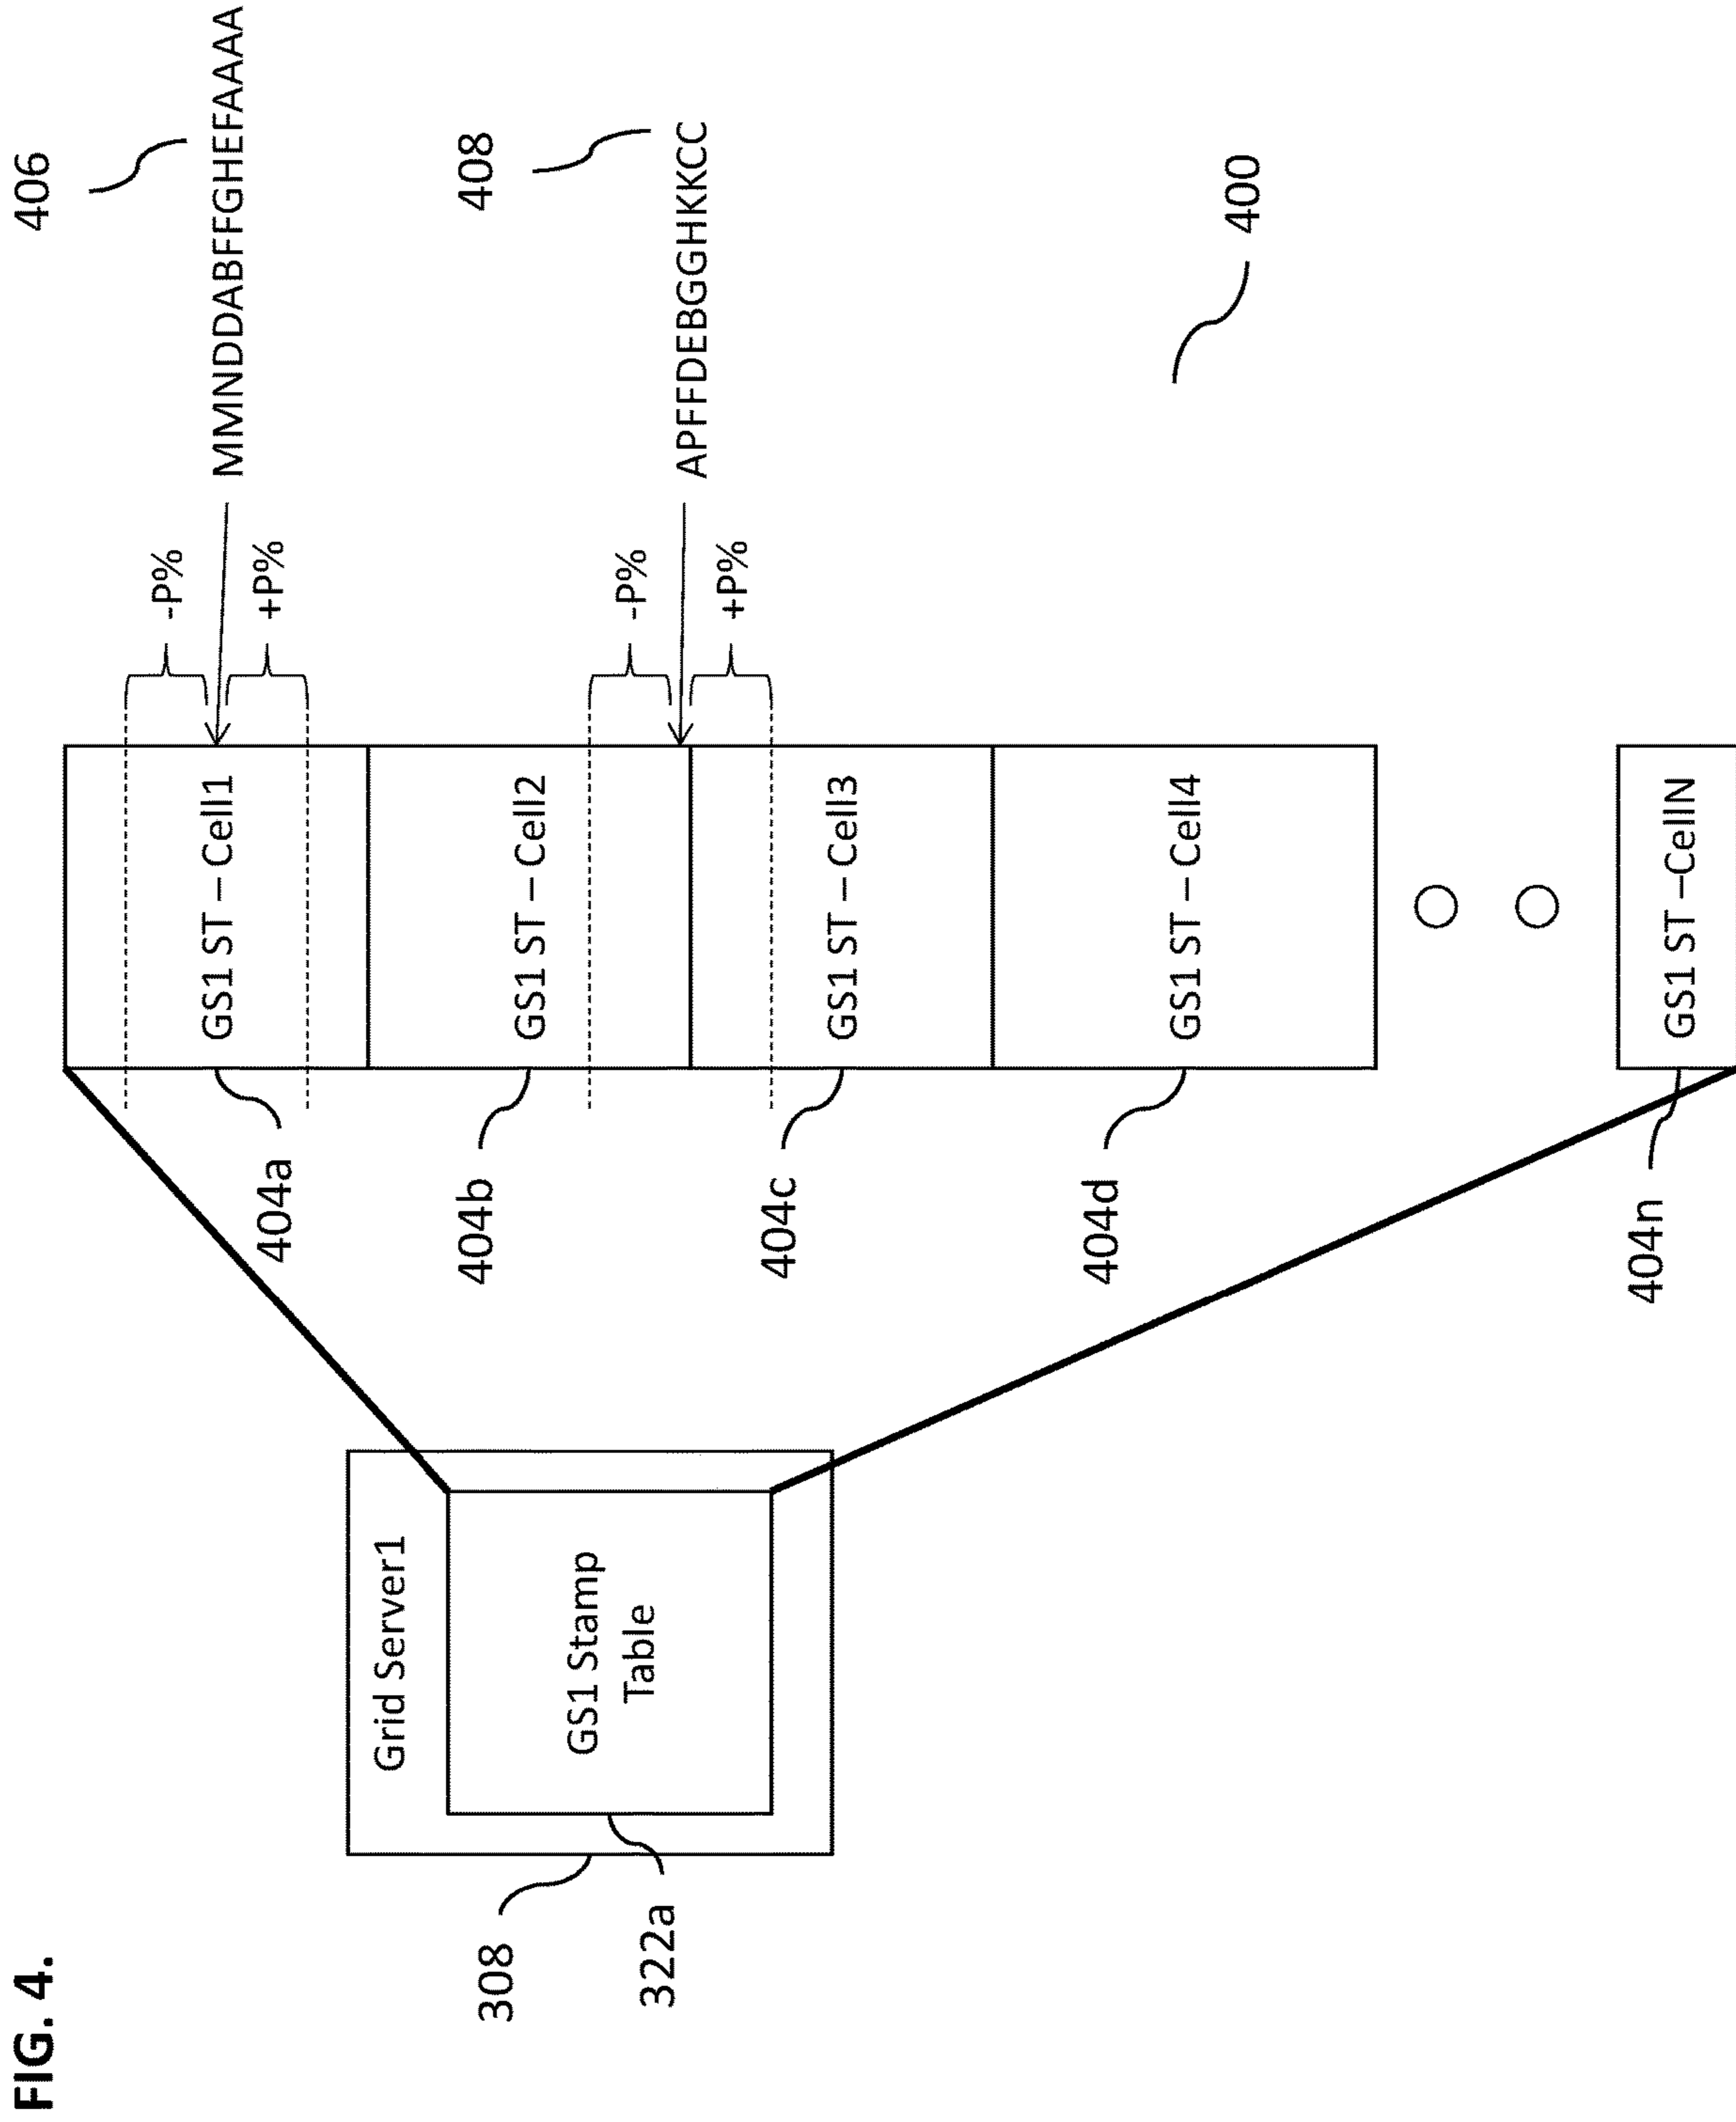 FIG. 4.
406
MMNDDABFFGHEFAAAA
-P%
+P%
408
APFFDEBGGHKKCC
-P%
+P%
400
GS1 ST – Cell1
GS1 ST – Cell2
GS1 ST – Cell3
GS1 ST – Cell4
GS1 ST –CellN
404a
404b
404c
404d
404n
Grid Server1
GS1 Stamp
Table
308
322a